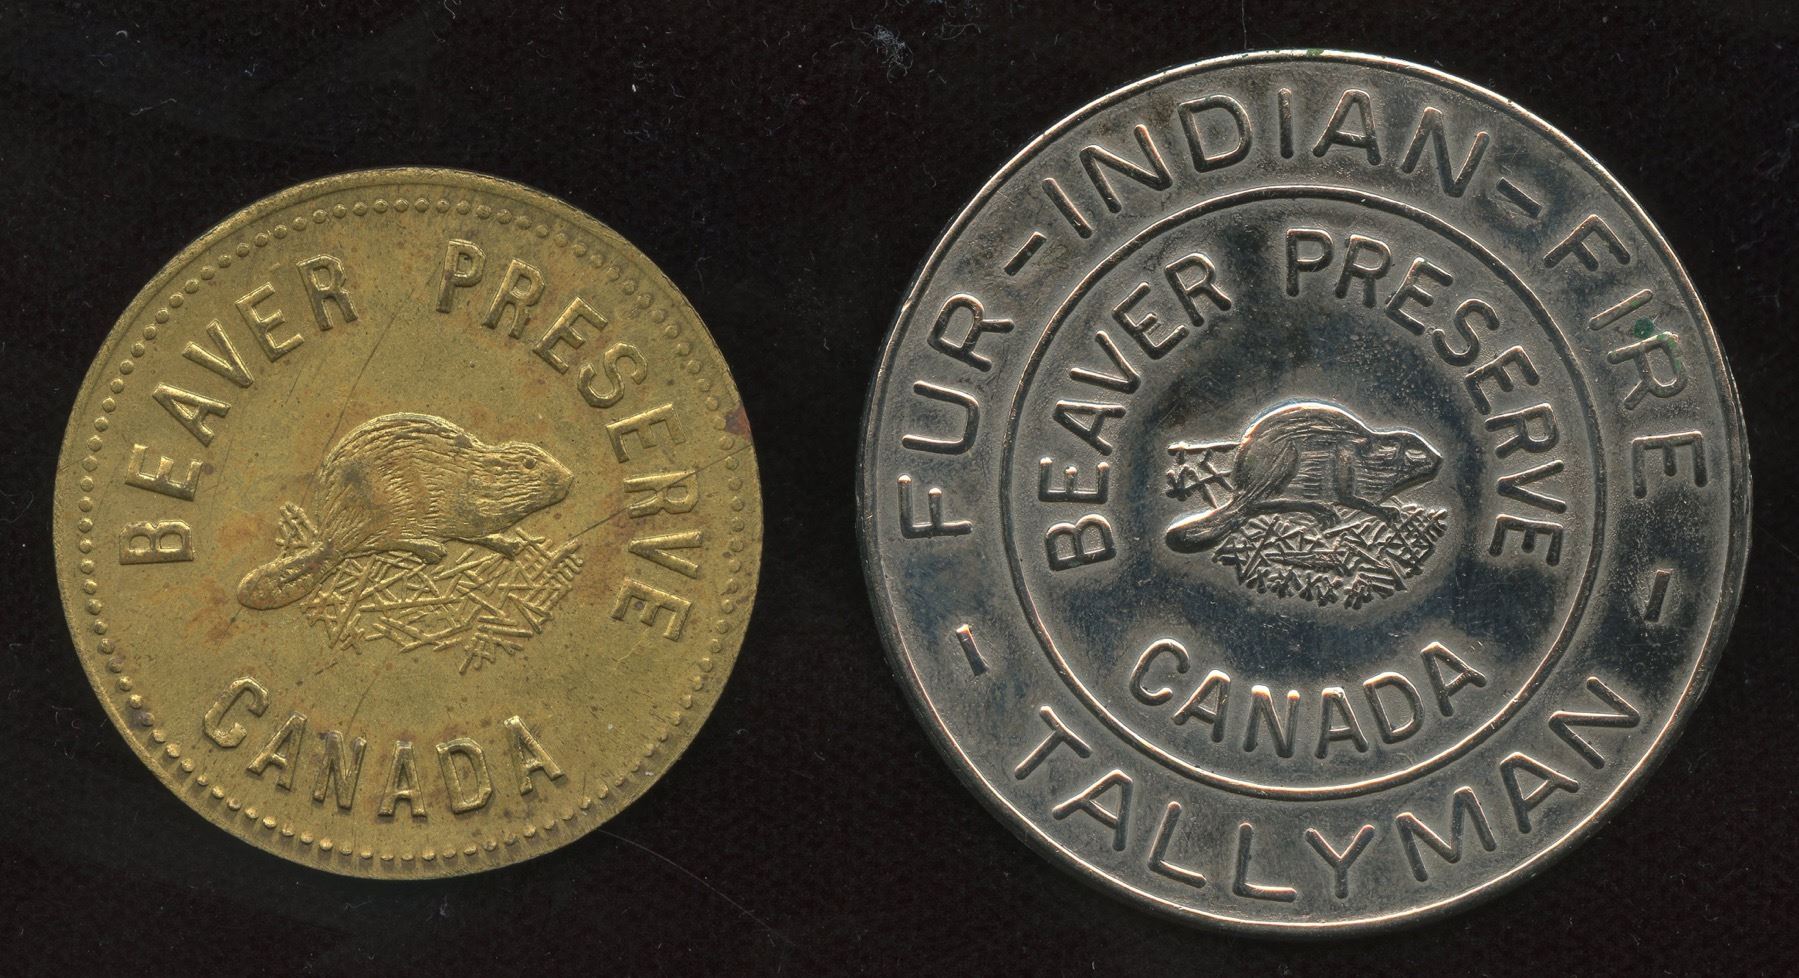 BEAVER PRESERVE
CANADA
FUR-INDIAN-FIRE
- TALLYMAN -
BEAVER PRESERVE
CANADA